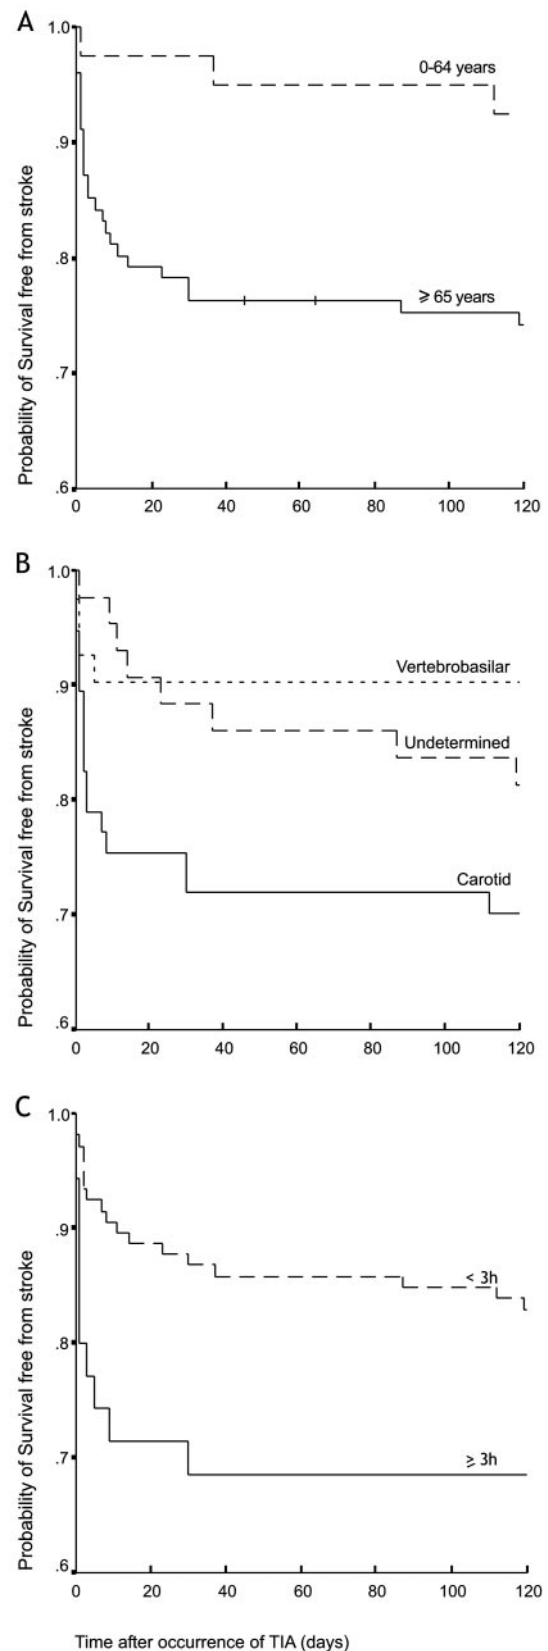 A
Probability of Survival free from stroke
1.0
.9
.8
.7
.6
0-64 years
⩾ 65 years
0 20 40 60 80 100 120
B
Probability of Survival free from stroke
1.0
.9
.8
.7
.6
Vertebrobasilar
Undetermined
Carotid
0 20 40 60 80 100 120
C
Probability of Survival free from stroke
1.0
.9
.8
.7
.6
< 3h
⩾ 3h
0 20 40 60 80 100 120
Time after occurrence of TIA (days)